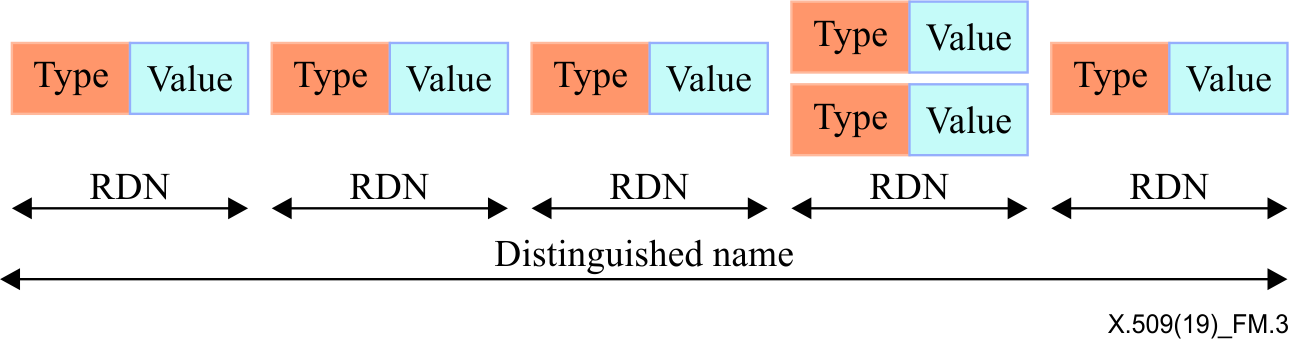 Type Value Type Value Type Value Type Value Type Value
Type Value
RDN RDN RDN RDN RDN
Distinguished name
X.509(19)_FM.3